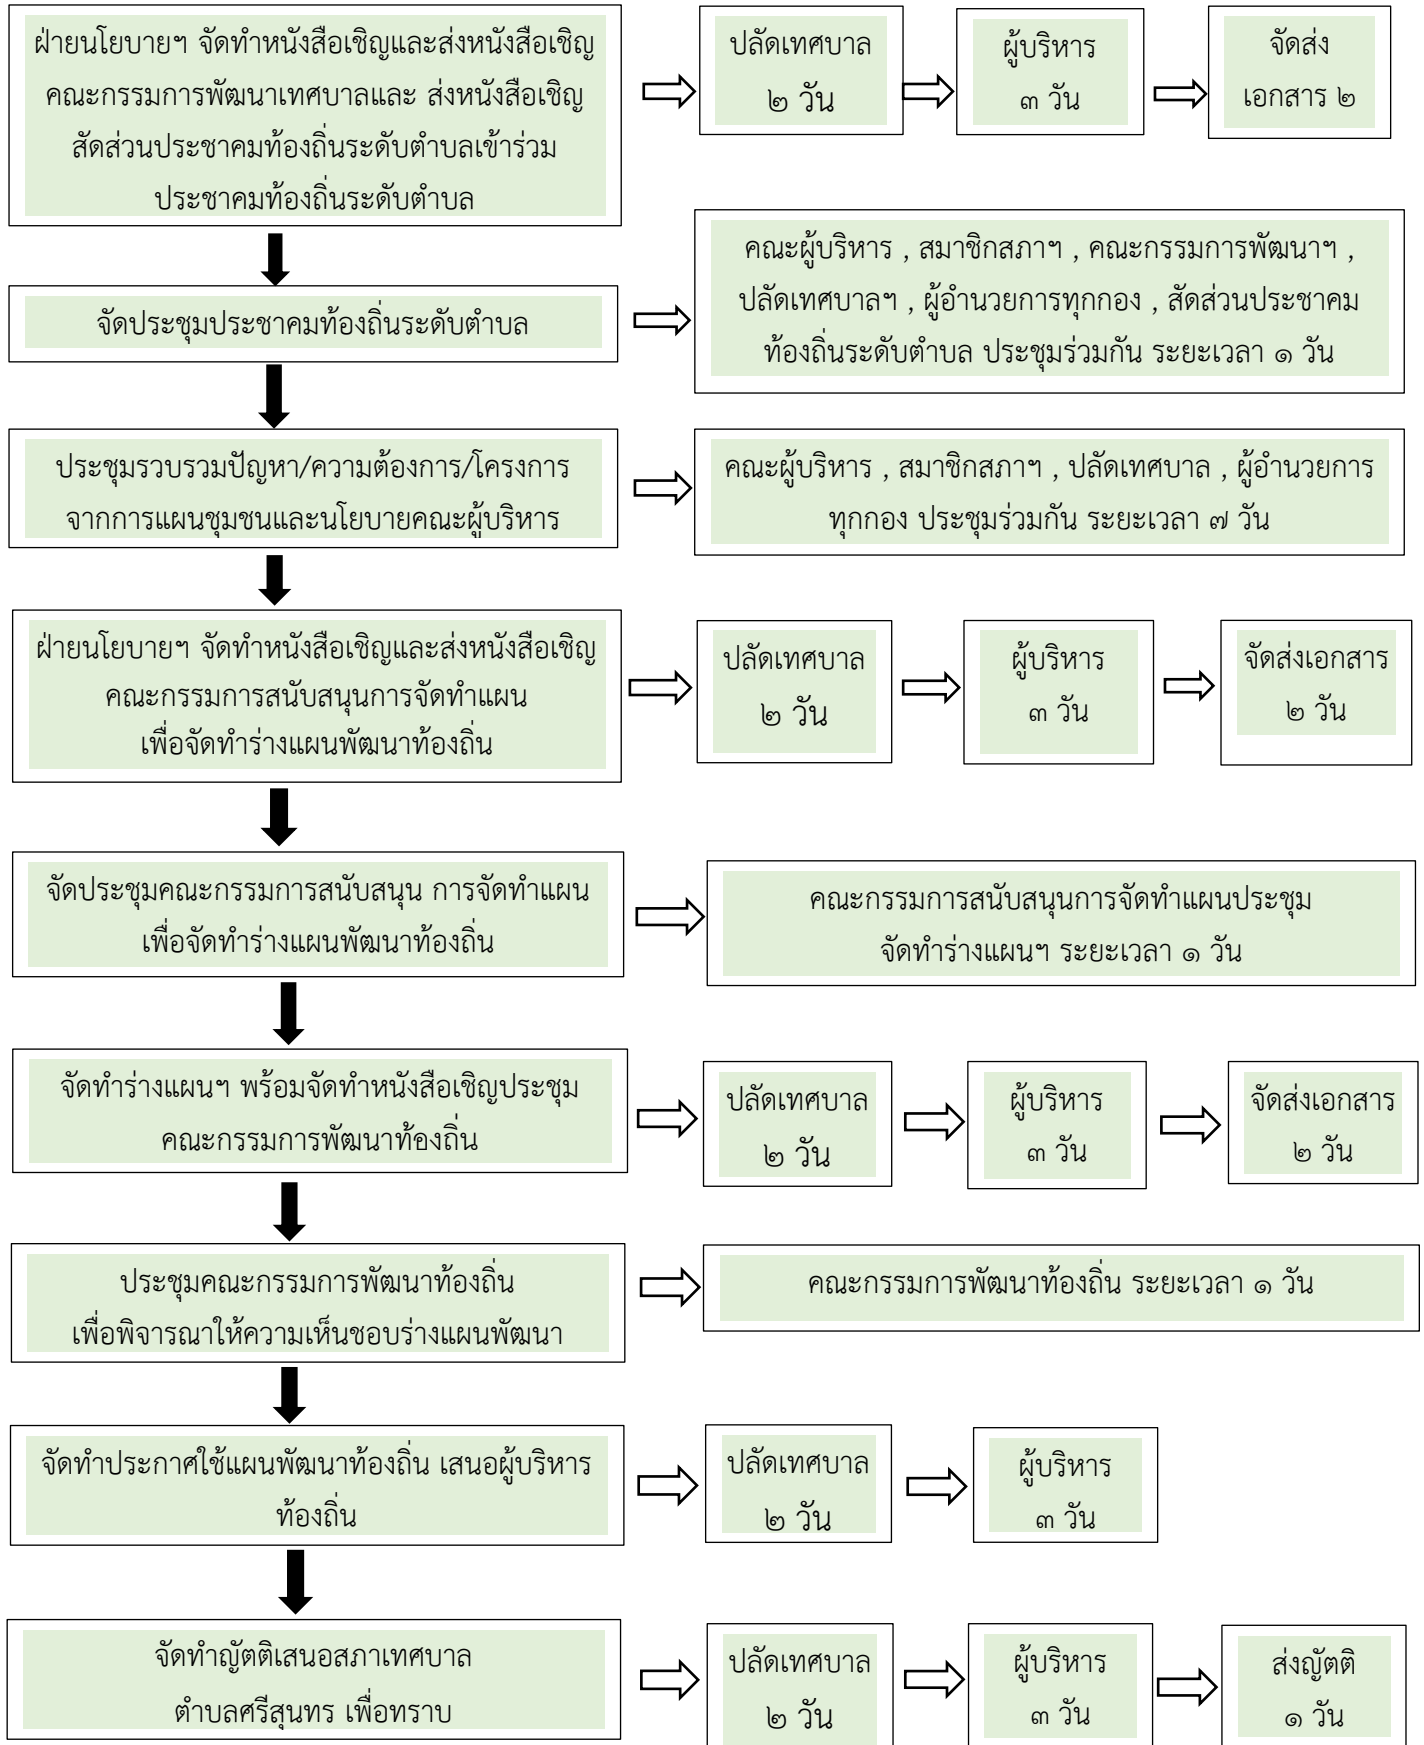 ฝ่ายนโยบายฯ จัดทำหนังสือเชิญและส่งหนังสือเชิญ
คณะกรรมการพัฒนาเทศบาลและ ส่งหนังสือเชิญ
สัดส่วนประชาคมท้องถิ่นระดับตำบลเข้าร่วม
ประชาคมท้องถิ่นระดับตำบล
ปลัดเทศบาล
๒ วัน
ผู้บริหาร
๓ วัน
จัดส่ง
เอกสาร ๒
จัดประชุมประชาคมท้องถิ่นระดับตำบล
คณะผู้บริหาร , สมาชิกสภาฯ , คณะกรรมการพัฒนาฯ ,
ปลัดเทศบาลฯ , ผู้อำนวยการทุกกอง , สัดส่วนประชาคม
ท้องถิ่นระดับตำบล ประชุมร่วมกัน ระยะเวลา ๑ วัน
ประชุมรวบรวมปัญหา/ความต้องการ/โครงการ
จากการแผนชุมชนและนโยบายคณะผู้บริหาร
คณะผู้บริหาร , สมาชิกสภาฯ , ปลัดเทศบาล , ผู้อำนวยการ
ทุกกอง ประชุมร่วมกัน ระยะเวลา ๗ วัน
ฝ่ายนโยบายฯ จัดทำหนังสือเชิญและส่งหนังสือเชิญ
คณะกรรมการสนับสนุนการจัดทำแผน
เพื่อจัดทำร่างแผนพัฒนาท้องถิ่น
ปลัดเทศบาล
๒ วัน
ผู้บริหาร
๓ วัน
จัดส่งเอกสาร
๒ วัน
จัดประชุมคณะกรรมการสนับสนุน การจัดทำแผน
เพื่อจัดทำร่างแผนพัฒนาท้องถิ่น
คณะกรรมการสนับสนุนการจัดทำแผนประชุม
จัดทำร่างแผนฯ ระยะเวลา ๑ วัน
จัดทำร่างแผนฯ พร้อมจัดทำหนังสือเชิญประชุม
คณะกรรมการพัฒนาท้องถิ่น
ปลัดเทศบาล
๒ วัน
ผู้บริหาร
๓ วัน
จัดส่งเอกสาร
๒ วัน
ประชุมคณะกรรมการพัฒนาท้องถิ่น
เพื่อพิจารณาให้ความเห็นชอบร่างแผนพัฒนา
คณะกรรมการพัฒนาท้องถิ่น ระยะเวลา ๑ วัน
จัดทำประกาศใช้แผนพัฒนาท้องถิ่น เสนอผู้บริหาร
ท้องถิ่น
ปลัดเทศบาล
๒ วัน
ผู้บริหาร
๓ วัน
จัดทำญัตติเสนอสภาเทศบาล
ตำบลศรีสุนทร เพื่อทราบ
ปลัดเทศบาล
๒ วัน
ผู้บริหาร
๓ วัน
ส่งญัตติ
๑ วัน